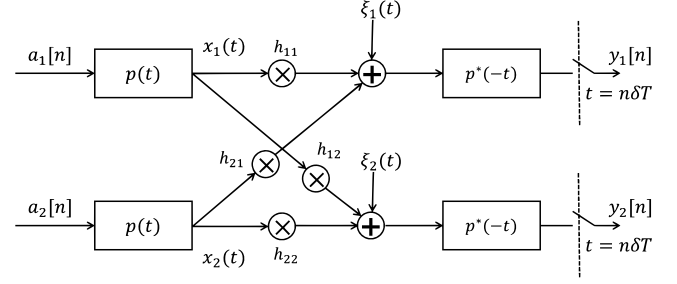 ξ₁(t)
a₁[n] x₁(t) h₁₁ y₁[n]
p(t) × + p*(−t)
t = nδT
h₂₁ × h₁₂ ξ₂(t)
×
a₂[n] y₂[n]
p(t) × + p*(−t)
x₂(t) h₂₂ t = nδT